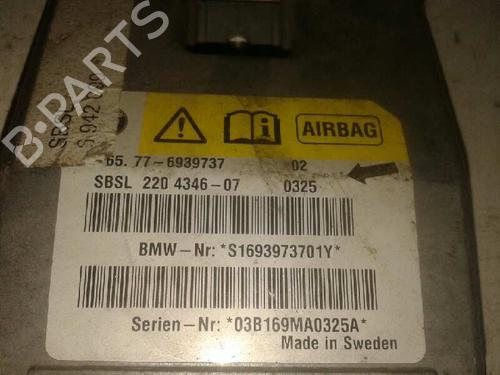 B-PARTS
AIRBAG
65.77-6939737 02
SBSL 220 4346-07 0325
BMW-Nr: *S1693973701Y*
Serien-Nr: *03B169MA0325A*
Made in Sweden